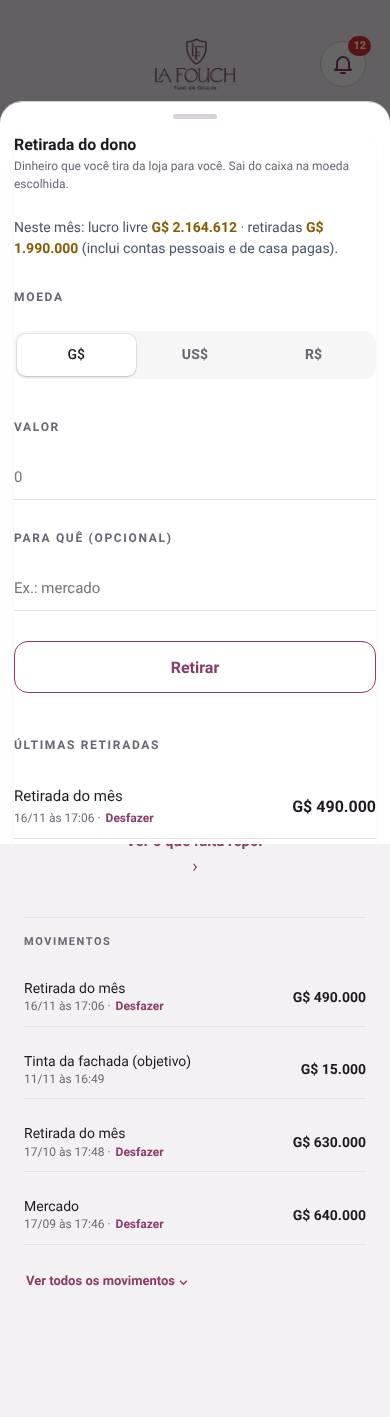 LA FOUCH
12
Retirada do dono
Dinheiro que você tira da loja para você. Sai do caixa na moeda
escolhida.
Neste mês: lucro livre G$ 2.164.612 · retiradas G$
1.990.000 (inclui contas pessoais e de casa pagas).
MOEDA
G$ US$ R$
VALOR
0
PARA QUÊ (OPCIONAL)
Ex.: mercado
Retirar
ÚLTIMAS RETIRADAS
Retirada do mês
G$ 490.000
16/11 às 17:06 · Desfazer
Ver o que falta repor
›
MOVIMENTOS
Retirada do mês
G$ 490.000
16/11 às 17:06 · Desfazer
Tinta da fachada (objetivo)
G$ 15.000
11/11 às 16:49
Retirada do mês
G$ 630.000
17/10 às 17:48 · Desfazer
Mercado
G$ 640.000
17/09 às 17:46 · Desfazer
Ver todos os movimentos